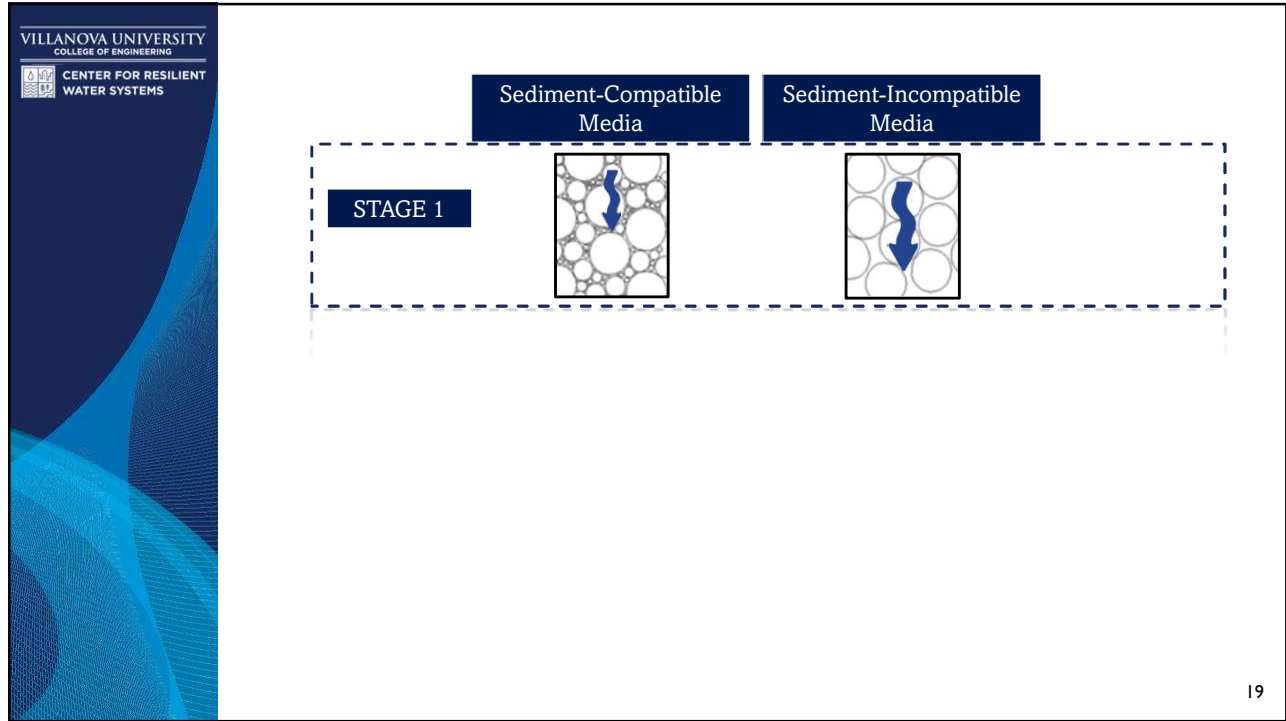 VILLANOVA UNIVERSITY
COLLEGE OF ENGINEERING
CENTER FOR RESILIENT
WATER SYSTEMS
Sediment-Compatible
Media
Sediment-Incompatible
Media
STAGE 1
19